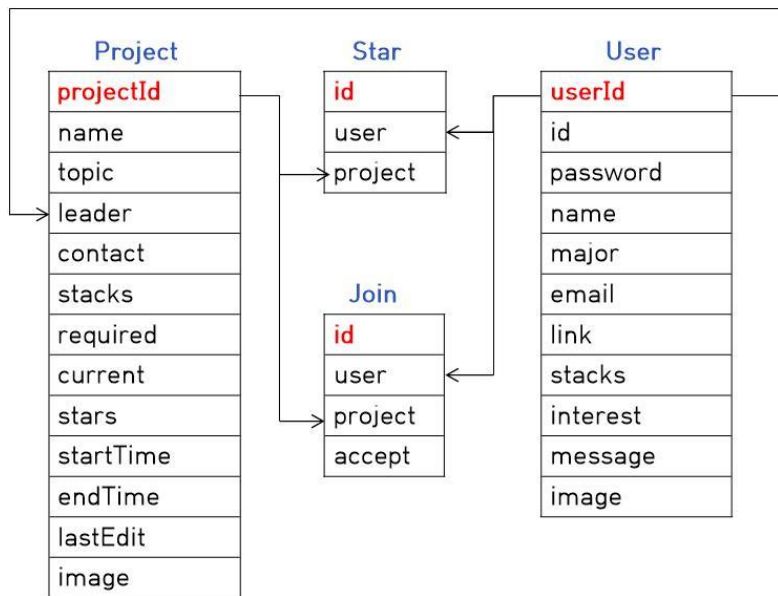 Project
projectId
name
topic
leader
contact
stacks
required
current
stars
startTime
endTime
lastEdit
image
Star
id
user
project
Join
id
user
project
accept
User
userId
id
password
name
major
email
link
stacks
interest
message
image